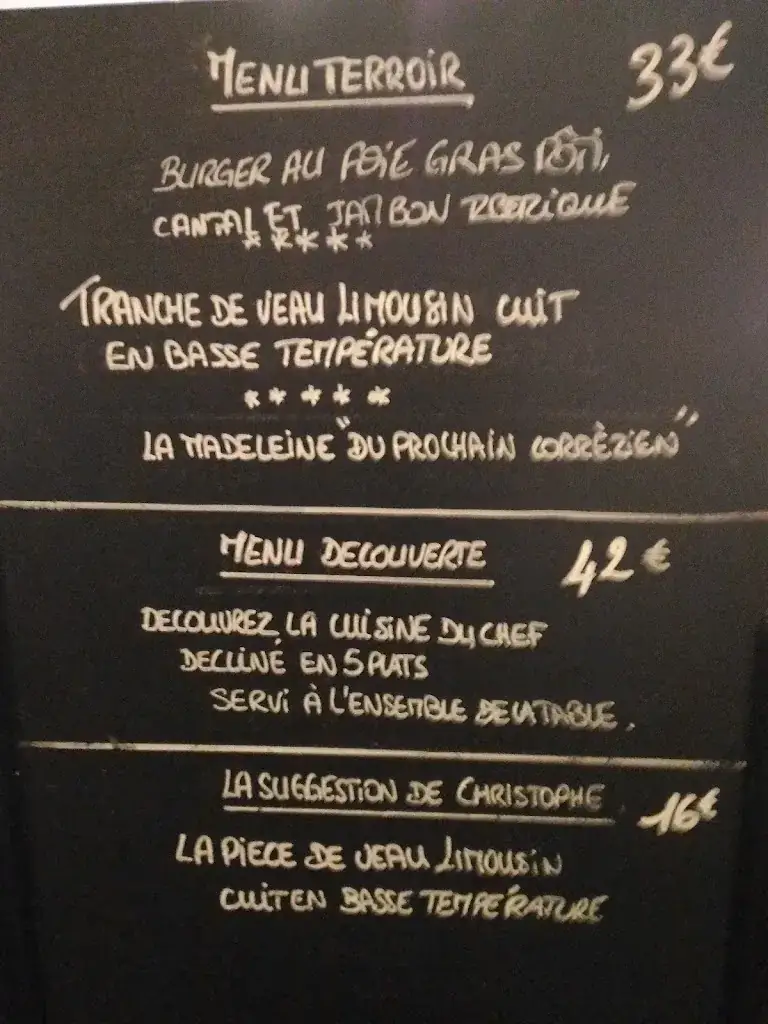 MENU TERROIR 33€
BURGER AU FOIE GRAS RÔTI,
CANTAL ET JAMBON IBERIQUE
****
TRANCHE DE VEAU LIMOUSIN CUIT
EN BASSE TEMPÉRATURE
*****
LA MADELEINE "DU PROCHAIN CORRÈZIEN"
MENU DECOUVERTE 42€
DECOUVREZ LA CUISINE DU CHEF
DECLINÉ EN 5 PLATS
SERVI À L'ENSEMBLE DE LA TABLE.
LA SUGGESTION DE CHRISTOPHE 16€
LA PIECE DE VEAU LIMOUSIN
CUIT EN BASSE TEMPÉRATURE